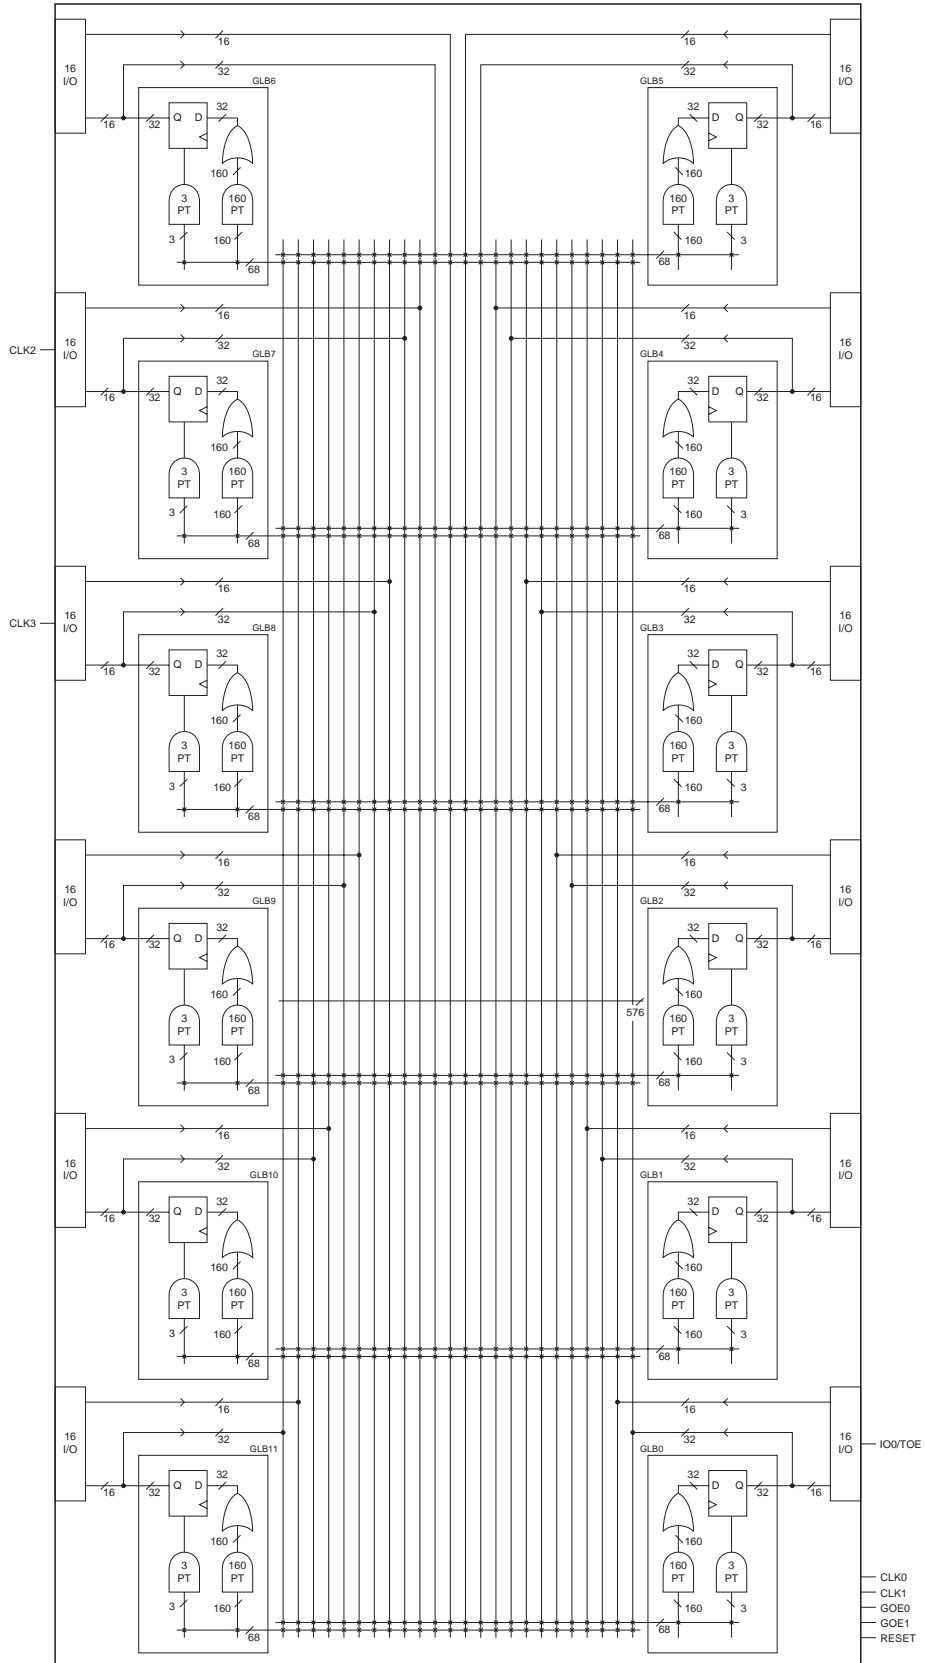 16 16
16 I/O 16 I/O
32 32
GLB6 GLB5
16 32 Q D 32 32 D Q 32 16
160 160
3 PT 160 PT 160 PT 3 PT
3 160 160 3
68 68
16 16
CLK2 16 I/O 16 I/O
32 32
GLB7 GLB4
16 32 Q D 32 32 D Q 32 16
160 160
3 PT 160 PT 160 PT 3 PT
3 160 160 3
68 68
16 16
CLK3 16 I/O 16 I/O
32 32
GLB8 GLB3
16 32 Q D 32 32 D Q 32 16
160 160
3 PT 160 PT 160 PT 3 PT
3 160 160 3
68 68
16 16
16 I/O 16 I/O
32 32
GLB9 GLB2
16 32 Q D 32 32 D Q 32 16
160 160
576
3 PT 160 PT 160 PT 3 PT
3 160 160 3
68 68
16 16
16 I/O 16 I/O
32 32
GLB10 GLB1
16 32 Q D 32 32 D Q 32 16
160 160
3 PT 160 PT 160 PT 3 PT
3 160 160 3
68 68
16 16
16 I/O 16 I/O IO0/TOE
32 32
GLB11 GLB0
16 32 Q D 32 32 D Q 32 16
160 160
3 PT 160 PT 160 PT 3 PT
3 160 160 3
68 68
CLK0
CLK1
GOE0
GOE1
RESET